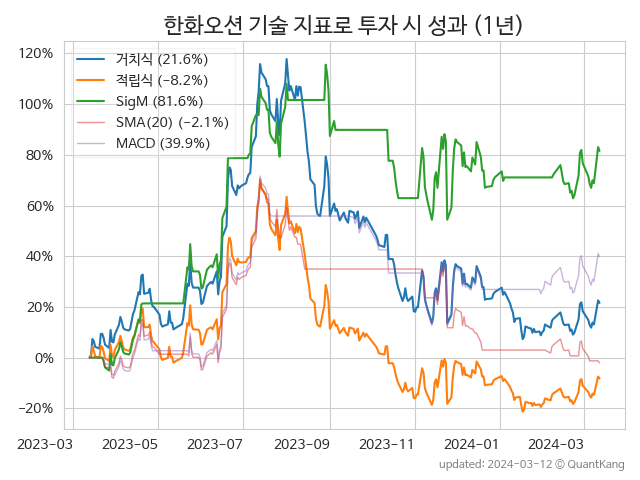 한화오션 기술 지표로 투자 시 성과 (1년)
120%
100%
80%
60%
40%
20%
0%
−20%
거치식 (21.6%)
적립식 (−8.2%)
SigM (81.6%)
SMA(20) (−2.1%)
MACD (39.9%)
2023-03
2023-05
2023-07
2023-09
2023-11
2024-01
2024-03
updated: 2024-03-12 © QuantKang